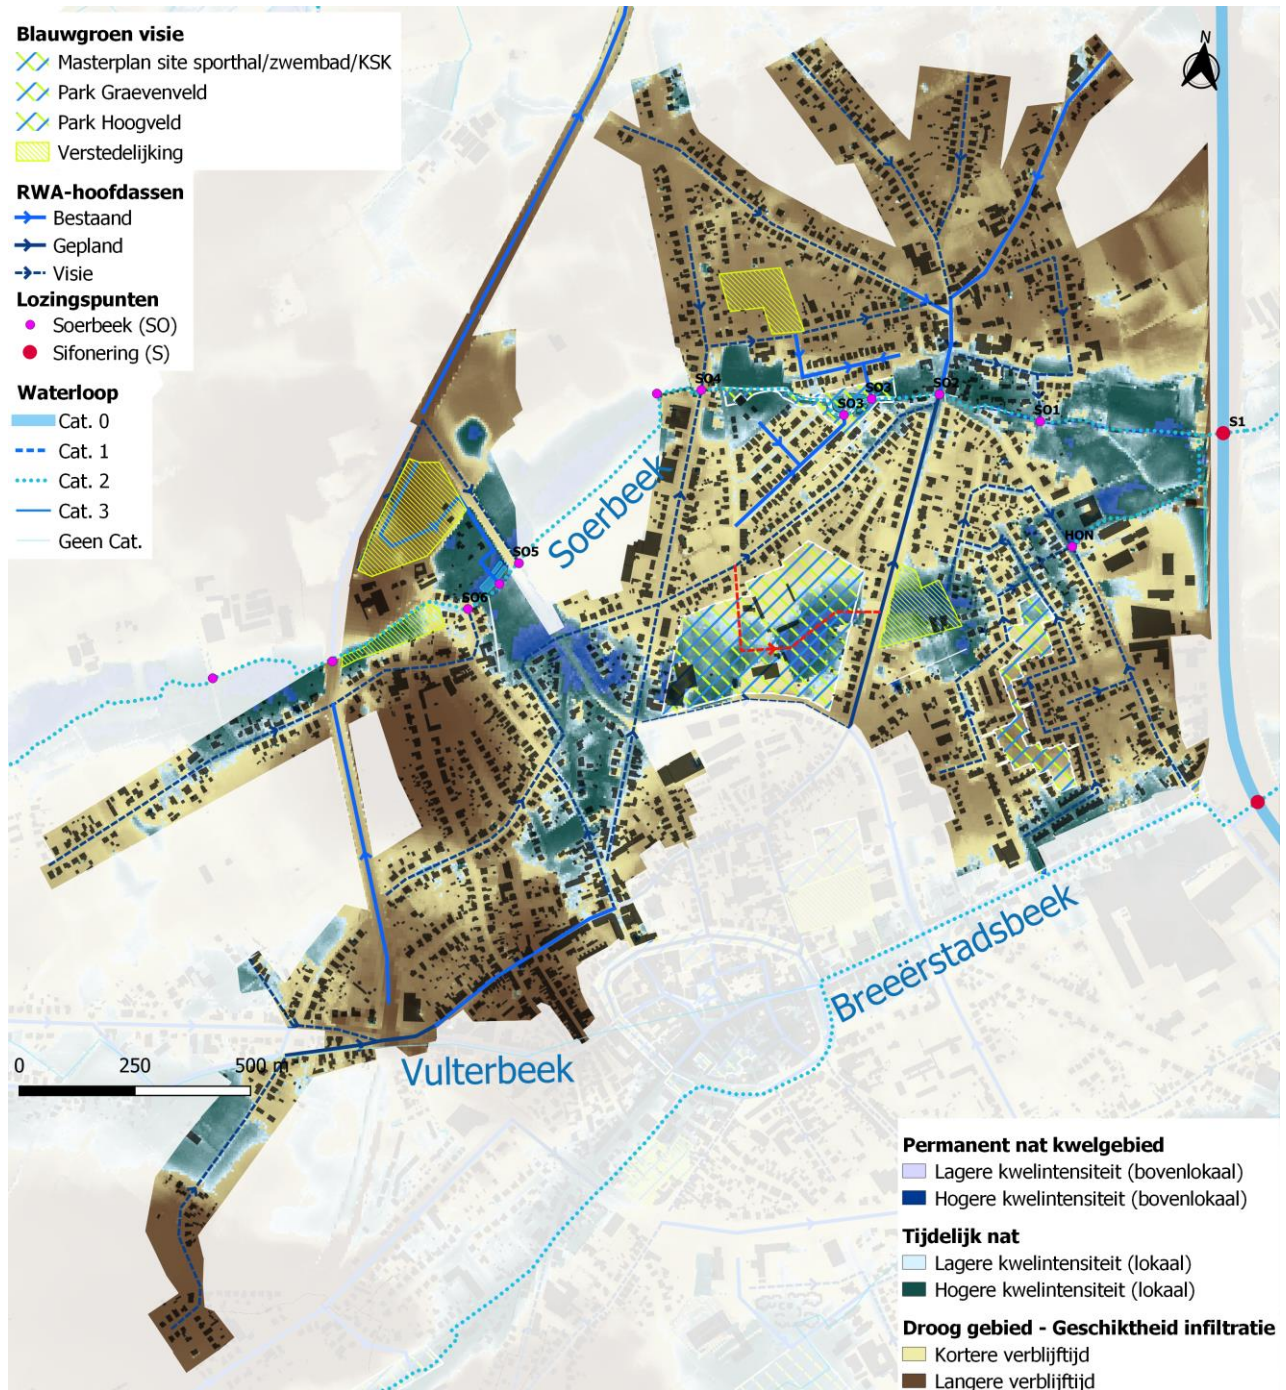 Blauwgroen visie
Masterplan site sporthal/zwembad/KSK
Park Graevenveld
Park Hoogveld
Verstedelijking
RWA-hoofdassen
Bestaand
Gepland
Visie
Lozingspunten
Soerbeek (SO)
Sifonering (S)
Waterloop
Cat. 0
Cat. 1
Cat. 2
Cat. 3
Geen Cat.
N
SO4
SO3
SO3
SO2
SO1
S1
Soerbeek
HON
SO5
SO6
Breeërstadsbeek
Vulterbeek
0 250 500 m
Permanent nat kwelgebied
Lagere kwelintensiteit (bovenlokaal)
Hogere kwelintensiteit (bovenlokaal)
Tijdelijk nat
Lagere kwelintensiteit (lokaal)
Hogere kwelintensiteit (lokaal)
Droog gebied - Geschiktheid infiltratie
Kortere verblijftijd
Langere verblijftijd